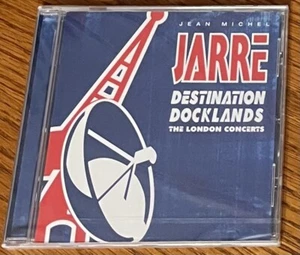 JEAN MICHEL
JARRE
DESTINATION
DOCKLANDS
THE LONDON CONCERTS